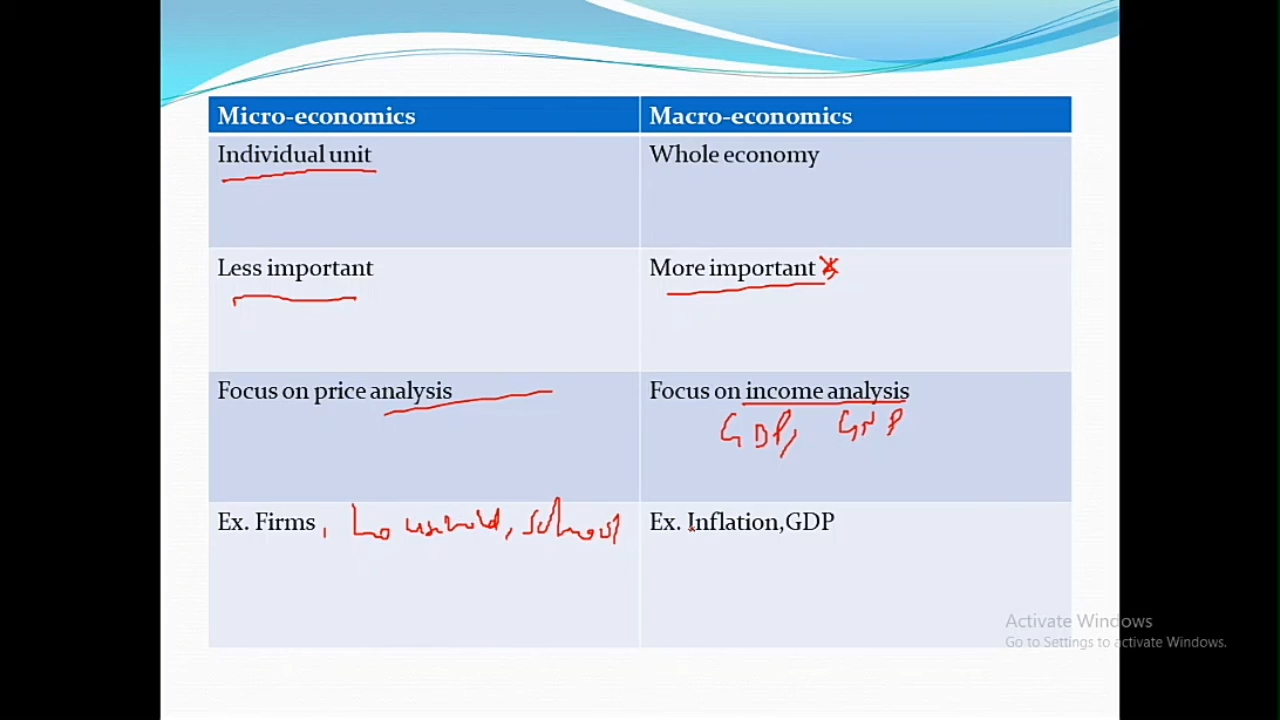 Micro-economics Macro-economics
Individual unit Whole economy
Less important More important
Focus on price analysis Focus on income analysis
GDP, GNP
Ex. Firms, household, school Ex. Inflation,GDP
Activate Windows
Go to Settings to activate Windows.